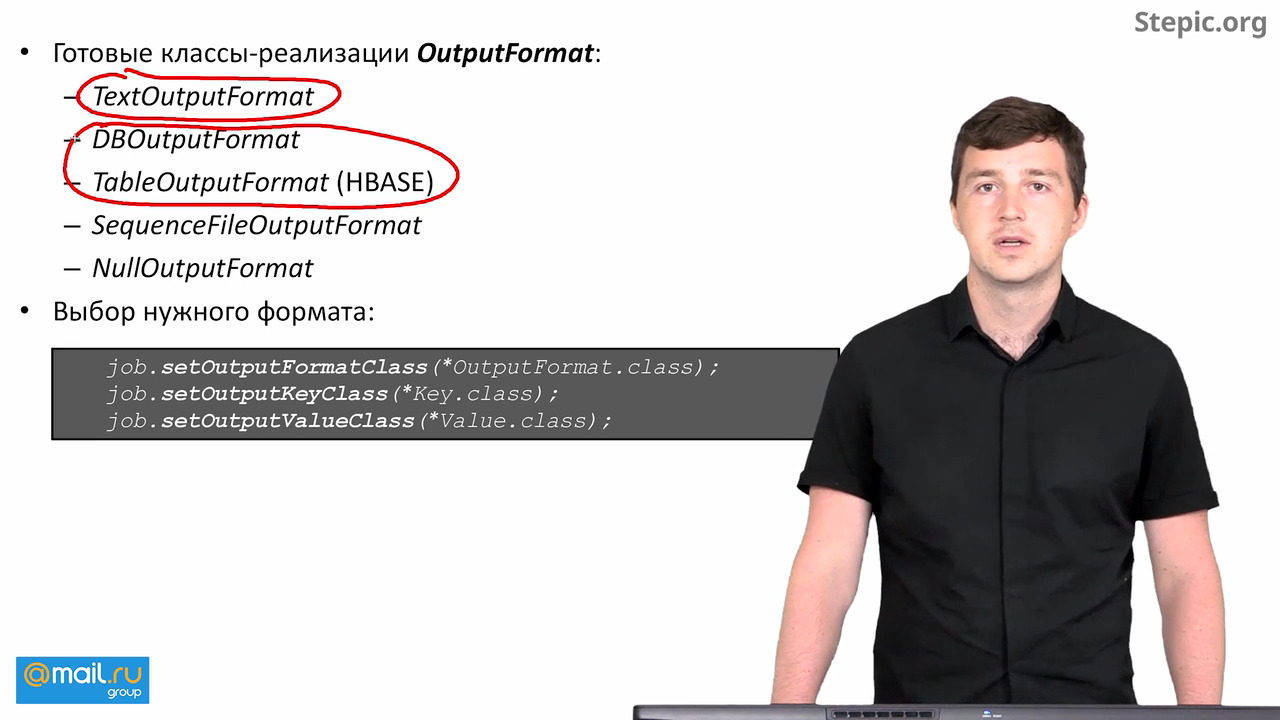 Stepic.org
• Готовые классы-реализации OutputFormat:
– TextOutputFormat
– DBOutputFormat
– TableOutputFormat (HBASE)
– SequenceFileOutputFormat
– NullOutputFormat
• Выбор нужного формата:
job.setOutputFormatClass(*OutputFormat.class);
job.setOutputKeyClass(*Key.class);
job.setOutputValueClass(*Value.class);
@mail.ru
group